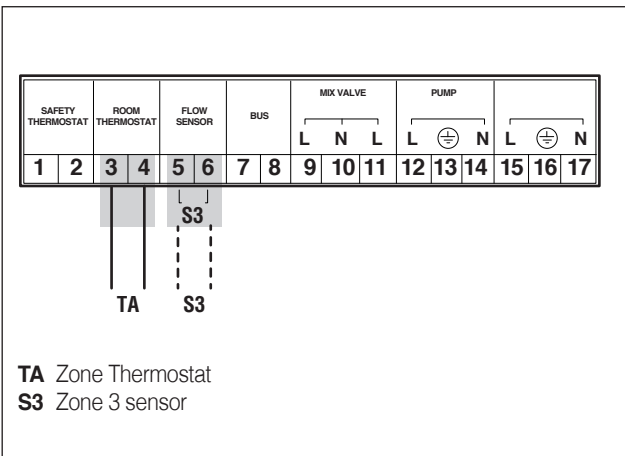 SAFETY THERMOSTAT ROOM THERMOSTAT FLOW SENSOR BUS MIX VALVE PUMP
L N L L N L N
1 2 3 4 5 6 7 8 9 10 11 12 13 14 15 16 17
S3
TA S3
TA Zone Thermostat
S3 Zone 3 sensor